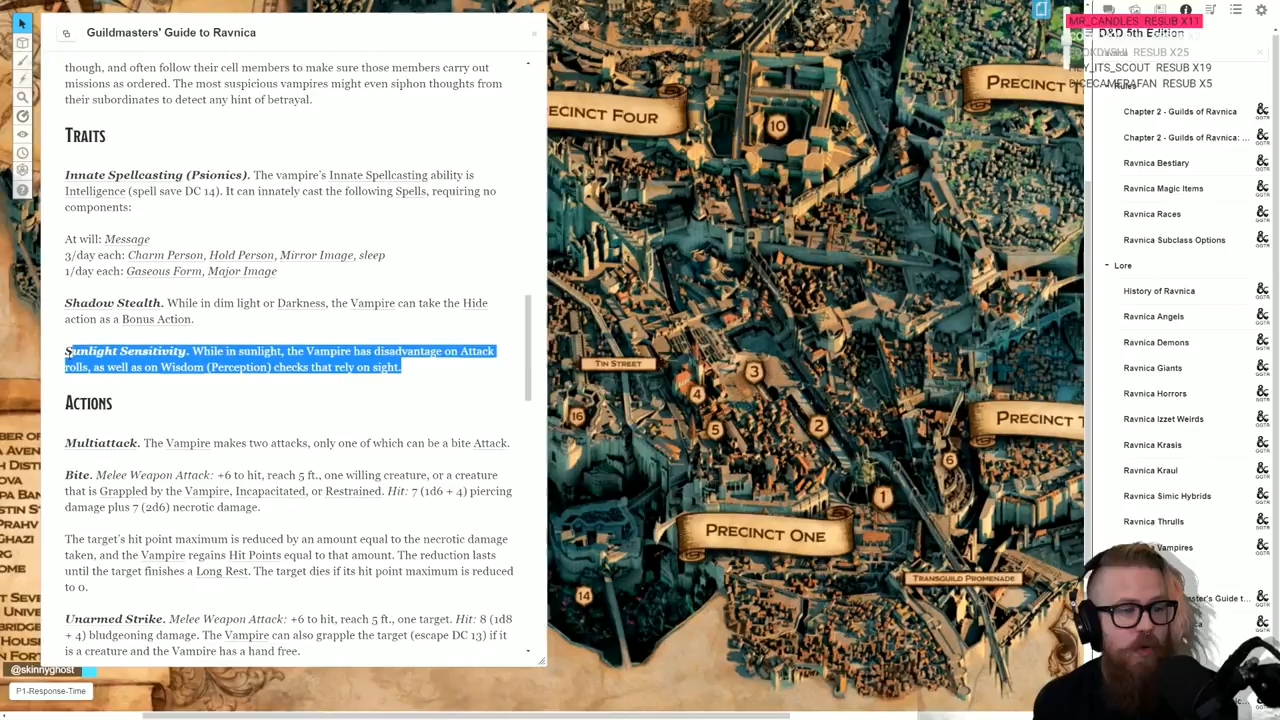 Guildmasters' Guide to Ravnica
though, and often follow their cell members to make sure those members carry out
missions as ordered. The most suspicious vampires might even siphon thoughts from
their subordinates to detect any hint of betrayal.
TRAITS
Innate Spellcasting (Psionics). The vampire's Innate Spellcasting ability is
Intelligence (spell save DC 14). It can innately cast the following Spells, requiring no
components:
At will: Message
3/day each: Charm Person, Hold Person, Mirror Image, sleep
1/day each: Gaseous Form, Major Image
Shadow Stealth. While in dim light or Darkness, the Vampire can take the Hide
action as a Bonus Action.
Sunlight Sensitivity. While in sunlight, the Vampire has disadvantage on Attack
rolls, as well as on Wisdom (Perception) checks that rely on sight.
ACTIONS
Multiattack. The Vampire makes two attacks, only one of which can be a bite Attack.
Bite. Melee Weapon Attack: +6 to hit, reach 5 ft., one willing creature, or a creature
that is Grappled by the Vampire, Incapacitated, or Restrained. Hit: 7 (1d6 + 4) piercing
damage plus 7 (2d6) necrotic damage.
The target's hit point maximum is reduced by an amount equal to the necrotic damage
taken, and the Vampire regains Hit Points equal to that amount. The reduction lasts
until the target finishes a Long Rest. The target dies if its hit point maximum is reduced
to 0.
Unarmed Strike. Melee Weapon Attack: +6 to hit, reach 5 ft., one target. Hit: 8 (1d8
+ 4) bludgeoning damage. The Vampire can also grapple the target (escape DC 13) if it
is a creature and the Vampire has a hand free.
@skinnyghost
P1-Response-Time
ECINCT FOUR
PRECINCT T
10
TIN STREET
3
4
16
5
2
PRECINCT T
6
1
PRECINCT ONE
TRANSGUILD PROMENADE
14
MR_CANDLES RESUB X11
D&D 5th Edition
RESUB X25
HEY_ITS_SCOUT RESUB X19
DICECAMERAFAN RESUB X5
Rules
Chapter 2 - Guilds of Ravnica
Chapter 2 - Guilds of Ravnica: ...
Ravnica Bestiary
Ravnica Magic Items
Ravnica Races
Ravnica Subclass Options
Lore
History of Ravnica
Ravnica Angels
Ravnica Demons
Ravnica Giants
Ravnica Horrors
Ravnica Izzet Weirds
Ravnica Krasis
Ravnica Kraul
Ravnica Simic Hybrids
Ravnica Thrulls
Vampires
ster's Guide t...